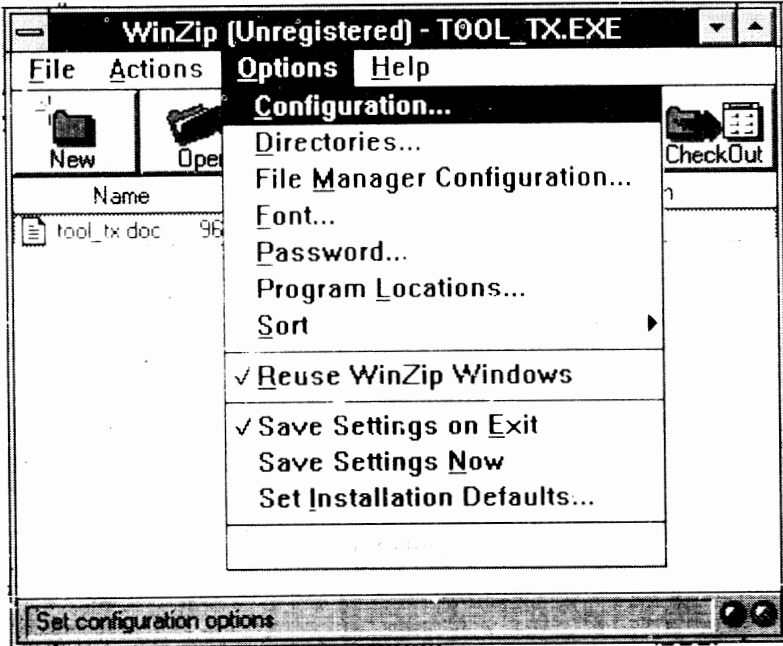 WinZip (Unregistered) - TOOL_TX.EXE
File Actions Options Help
New
CheckOut
Name
tool_tx.doc 96
Configuration...
Directories...
File Manager Configuration...
Font...
Password...
Program Locations...
Sort
✓ Reuse WinZip Windows
✓ Save Settings on Exit
Save Settings Now
Set Installation Defaults...
Set configuration options